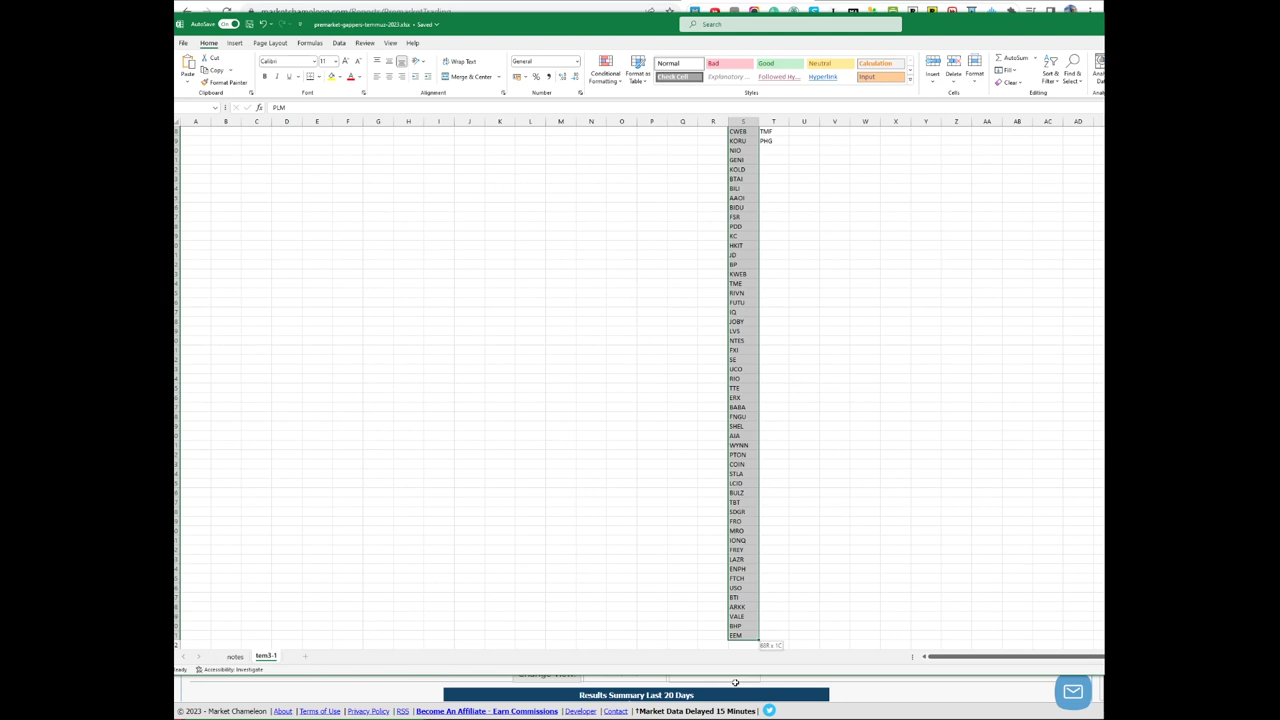 marketchameleon.com/Reports/PremarketTrading
AutoSave On premarket-gappers-temmuz-2023.xlsx • Saved Search
File Home Insert Page Layout Formulas Data Review View Help
Paste Cut Copy Format Painter Clipboard
Calibri 11 B I U Font
Wrap Text Merge & Center Alignment
General Number
Conditional Formatting Format as Table
Normal Bad Good Neutral Calculation
Check Cell Explanatory ... Followed Hy... Hyperlink Input
Styles
Insert Delete Format Cells
AutoSum Fill Clear Sort & Filter Find & Select Editing
PLM
A B C D E F G H I J K L M N O P Q R S T U V W X Y Z AA AB AC AD
CWEB TMF
KORU PHG
NIO
GENI
KOLD
BTAI
BILI
AAOI
BIDU
FSR
PDD
KC
HKIT
JD
BP
KWEB
TME
RIVN
FUTU
IQ
JOBY
LVS
NTES
FXI
SE
UCO
RIO
TTE
ERX
BABA
FNGU
SHEL
AIA
WYNN
PTON
COIN
STLA
LCID
BULZ
TBT
SDGR
FRO
MRO
IONQ
FREY
LAZR
ENPH
FTCH
USO
BTI
ARKK
VALE
BHP
EEM
notes tem3-1
Accessibility: Investigate
Results Summary Last 20 Days
© 2023 - Market Chameleon | About | Terms of Use | Privacy Policy | RSS | Become An Affiliate - Earn Commissions | Developer | Contact | †Market Data Delayed 15 Minutes |